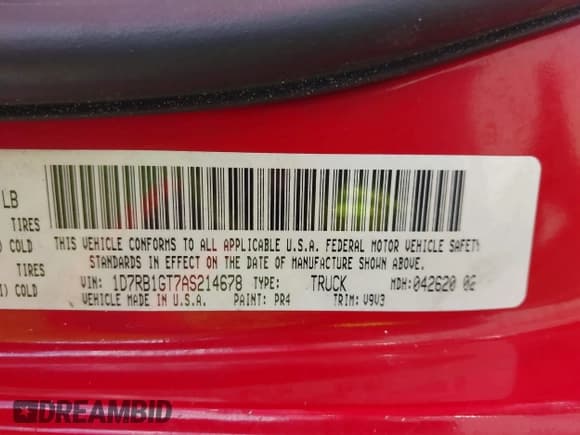 LB
TIRES
) COLD THIS VEHICLE CONFORMS TO ALL APPLICABLE U.S.A. FEDERAL MOTOR VEHICLE SAFETY
TIRES STANDARDS IN EFFECT ON THE DATE OF MANUFACTURE SHOWN ABOVE.
) COLD VIN: 1D7RB1GT7AS214678 TYPE: TRUCK MDH:042620 02
VEHICLE MADE IN U.S.A. PAINT: PR4 TRIM: V9V3
DREAMBID